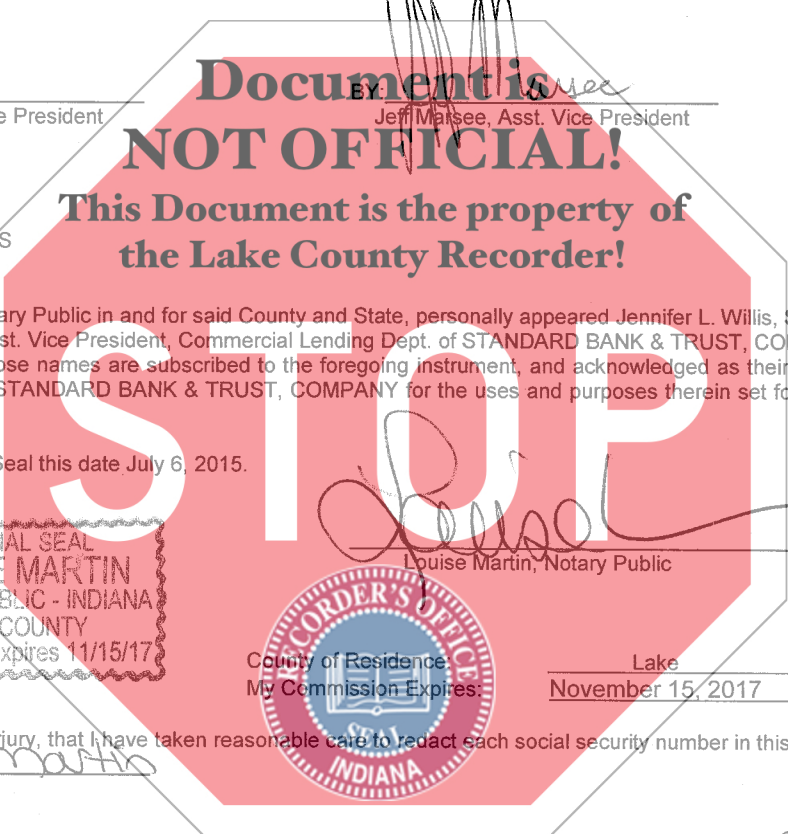 Document is
BY: Marsee
e President
Jeff Marsee, Asst. Vice President
NOT OFFICIAL!
This Document is the property of
the Lake County Recorder!
S
ary Public in and for said County and State, personally appeared Jennifer L. Willis, S
st. Vice President, Commercial Lending Dept. of STANDARD BANK & TRUST, CO
ose names are subscribed to the foregoing instrument, and acknowledged as their
STANDARD BANK & TRUST, COMPANY for the uses and purposes therein set fo
STOP
Seal this date July 6, 2015.
Louise
Louise Martin, Notary Public
IAL SEAL
E MARTIN
BLIC - INDIANA
COUNTY
xpires 11/15/17
RECORDER'S OFFICE
SEAL
INDIANA
County of Residence: Lake
My Commission Expires: November 15, 2017
jury, that I have taken reasonable care to redact each social security number in this
Martin